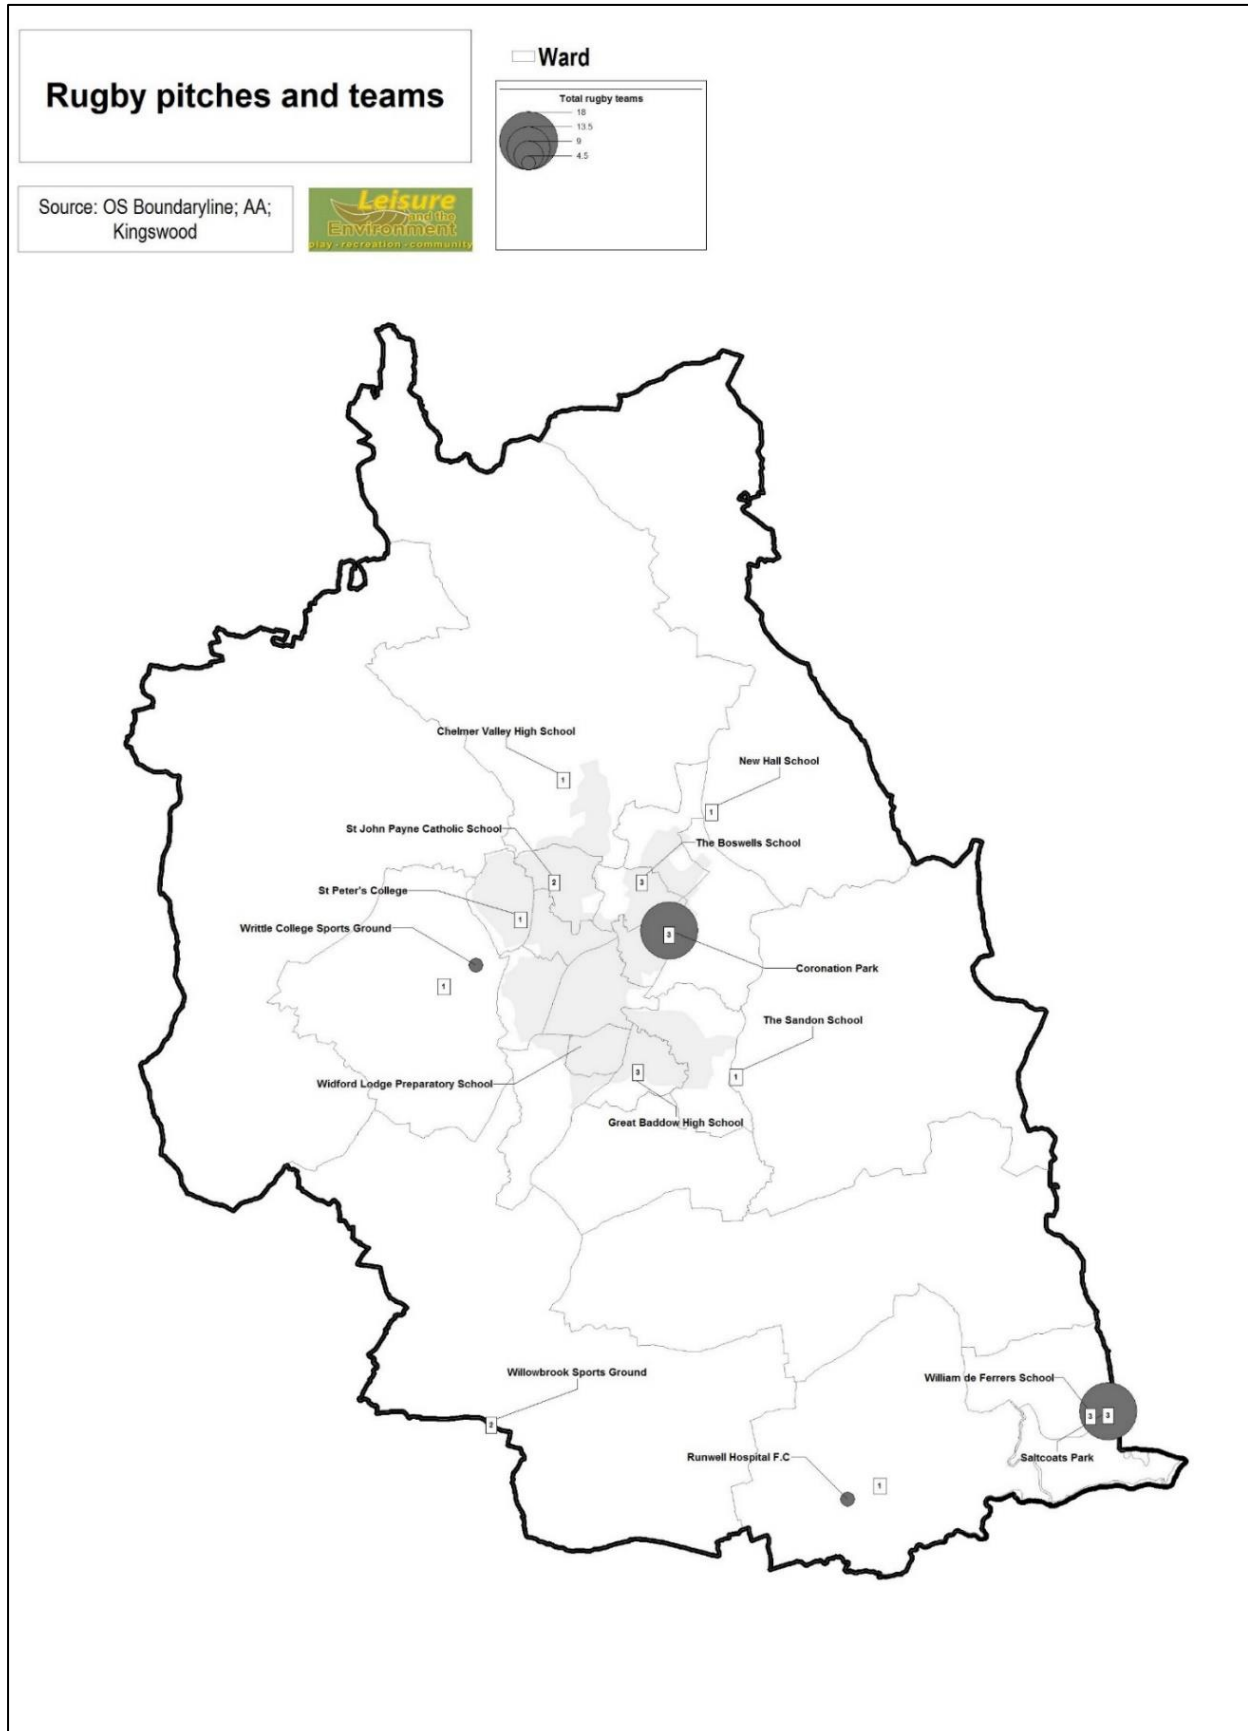 Rugby pitches and teams
Ward
Total rugby teams
18
13.5
9
4.5
Source: OS Boundaryline; AA;
Kingswood
Leisure
and the
Environment
play - recreation - community
Chelmer Valley High School
1
New Hall School
1
St John Payne Catholic School
2
The Boswells School
3
St Peter's College
1
Writtle College Sports Ground
1
3
Coronation Park
The Sandon School
1
Widford Lodge Preparatory School
3
Great Baddow High School
Willowbrook Sports Ground
2
William de Ferrers School
3
3
Saltcoats Park
Runwell Hospital F.C
1